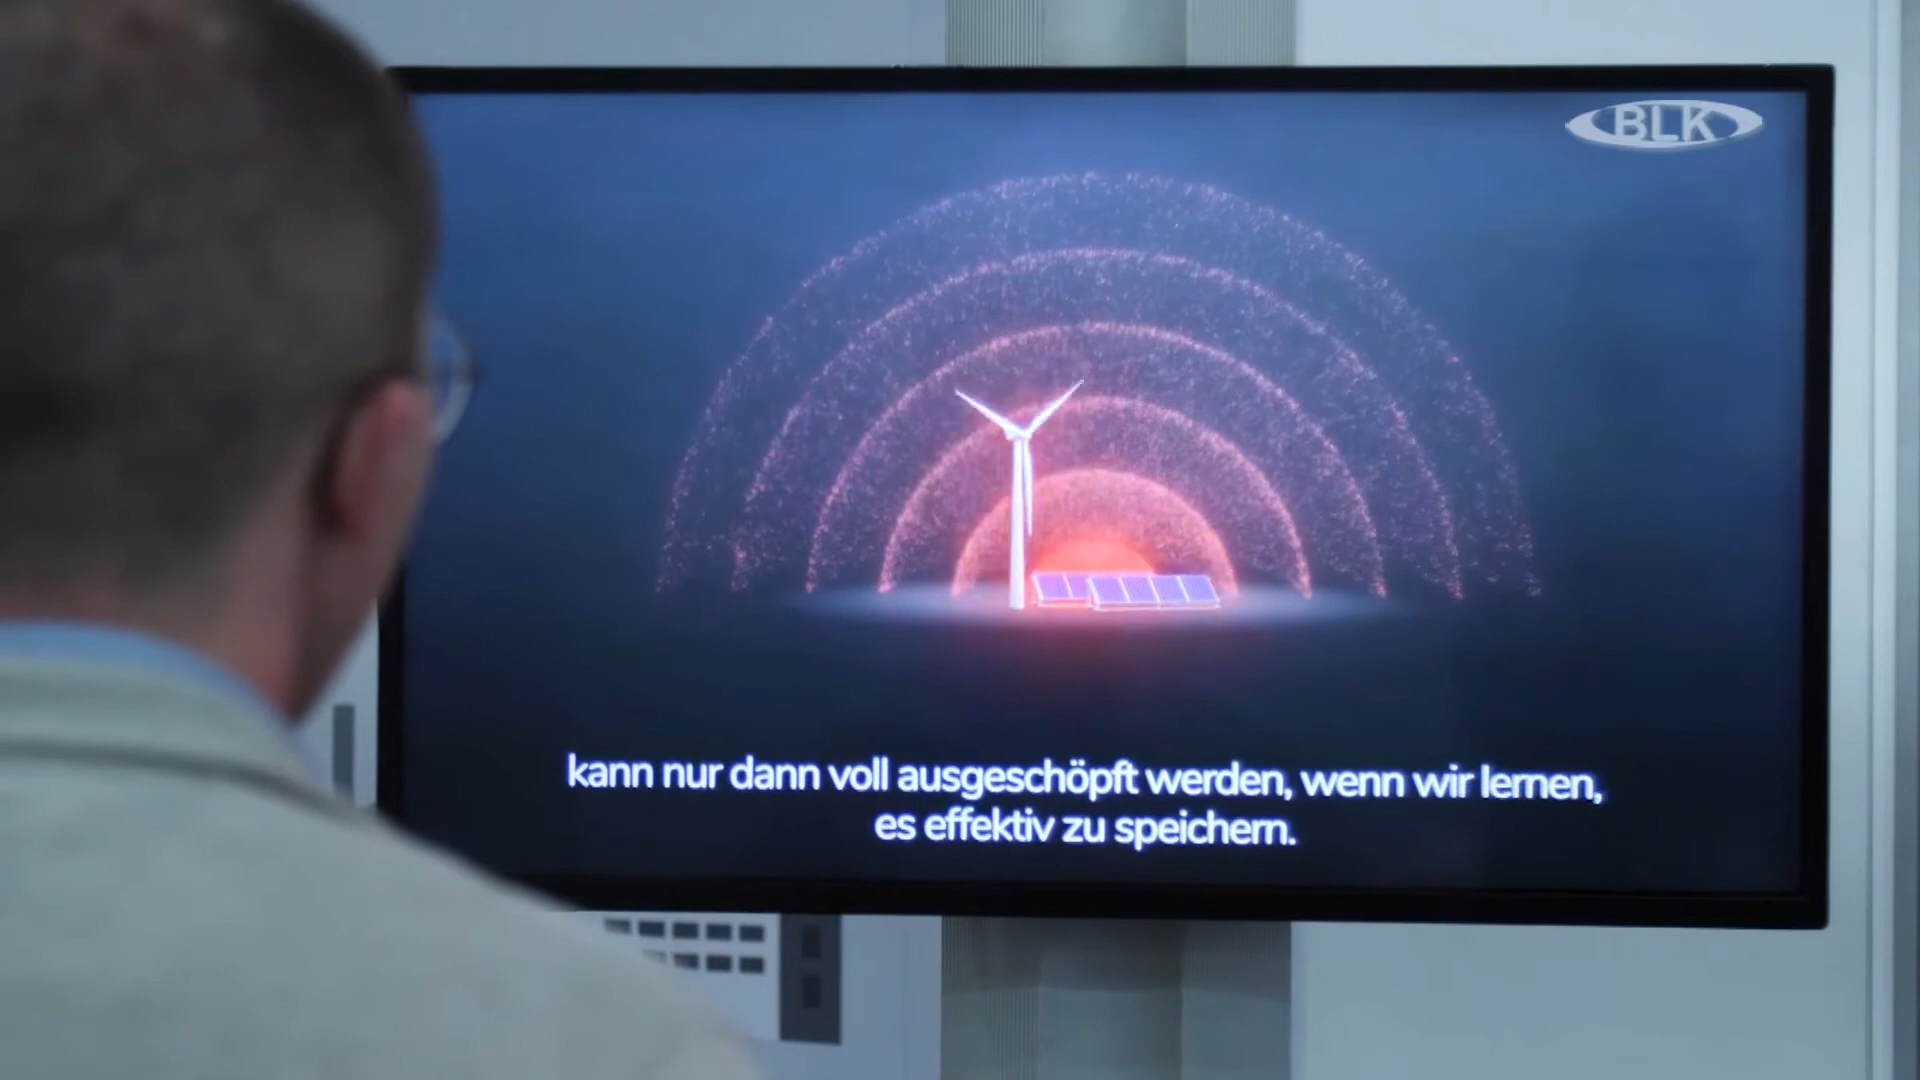 BLK
kann nur dann voll ausgeschöpft werden, wenn wir lernen,
es effektiv zu speichern.